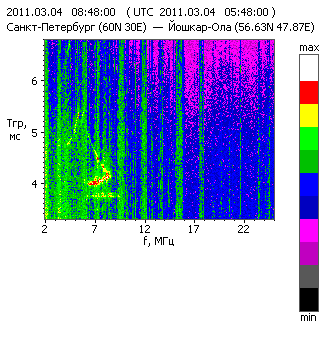 2011.03.04 08:48:00 ( UTC 2011.03.04 05:48:00 )
Санкт-Петербург (60N 30E) — Йошкар-Ола (56.63N 47.87E)
max
6
Тгр,
мс
5
4
2 7 12 17 22
f, МГц
min